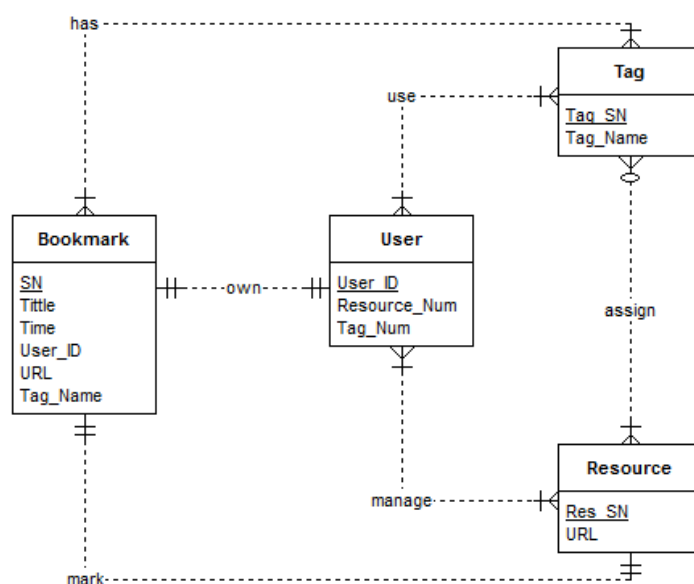 has
Tag
Tag_SN
Tag_Name
use
Bookmark
SN
Tittle
Time
User_ID
URL
Tag_Name
own
User
User_ID
Resource_Num
Tag_Num
assign
manage
Resource
Res_SN
URL
mark